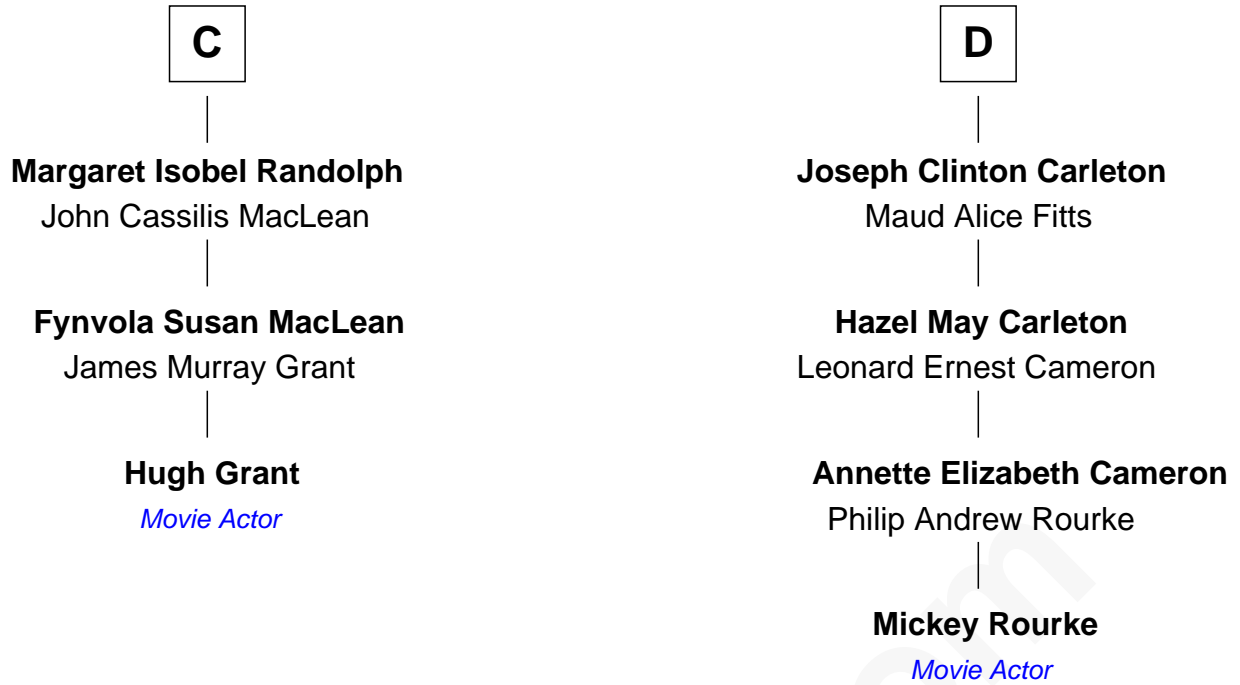 C
Margaret Isobel Randolph
John Cassilis MacLean
Fynvola Susan MacLean
James Murray Grant
Hugh Grant
Movie Actor
D
Joseph Clinton Carleton
Maud Alice Fitts
Hazel May Carleton
Leonard Ernest Cameron
Annette Elizabeth Cameron
Philip Andrew Rourke
Mickey Rourke
Movie Actor
om